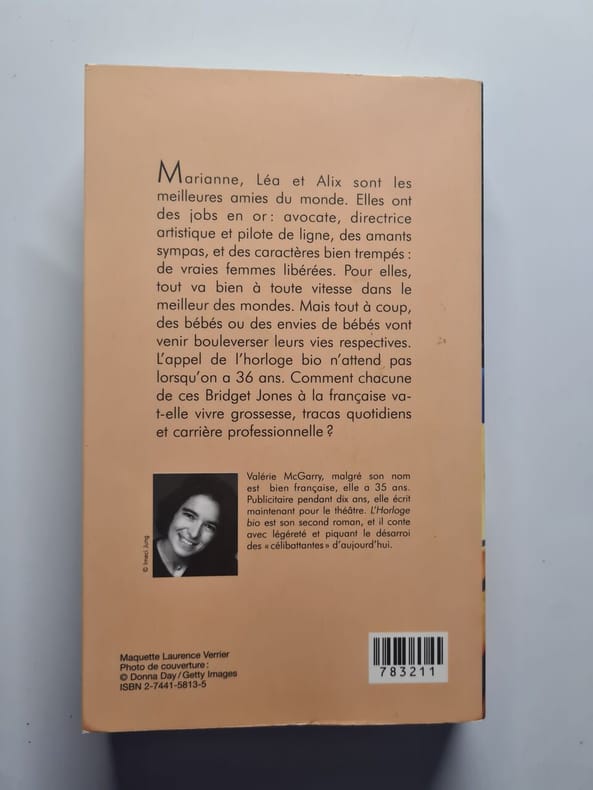 Marianne, Léa et Alix sont les
meilleures amies du monde. Elles ont
des jobs en or : avocate, directrice
artistique et pilote de ligne, des amants
sympas, et des caractères bien trempés :
de vraies femmes libérées. Pour elles,
tout va bien à toute vitesse dans le
meilleur des mondes. Mais tout à coup,
des bébés ou des envies de bébés vont
venir bouleverser leurs vies respectives.
L'appel de l'horloge bio n'attend pas
lorsqu'on a 36 ans. Comment chacune
de ces Bridget Jones à la française va-
t-elle vivre grossesse, tracas quotidiens
et carrière professionnelle ?
Valérie McGarry, malgré son nom
est bien française, elle a 35 ans.
Publicitaire pendant dix ans, elle écrit
maintenant pour le théâtre. L'Horloge
bio est son second roman, et il conte
avec légéreté et piquant le désarroi
des « célibattantes » d'aujourd'hui.
© Imeci Jung
Maquette Laurence Verrier
Photo de couverture :
© Donna Day / Getty Images
ISBN 2-7441-5813-5
783211